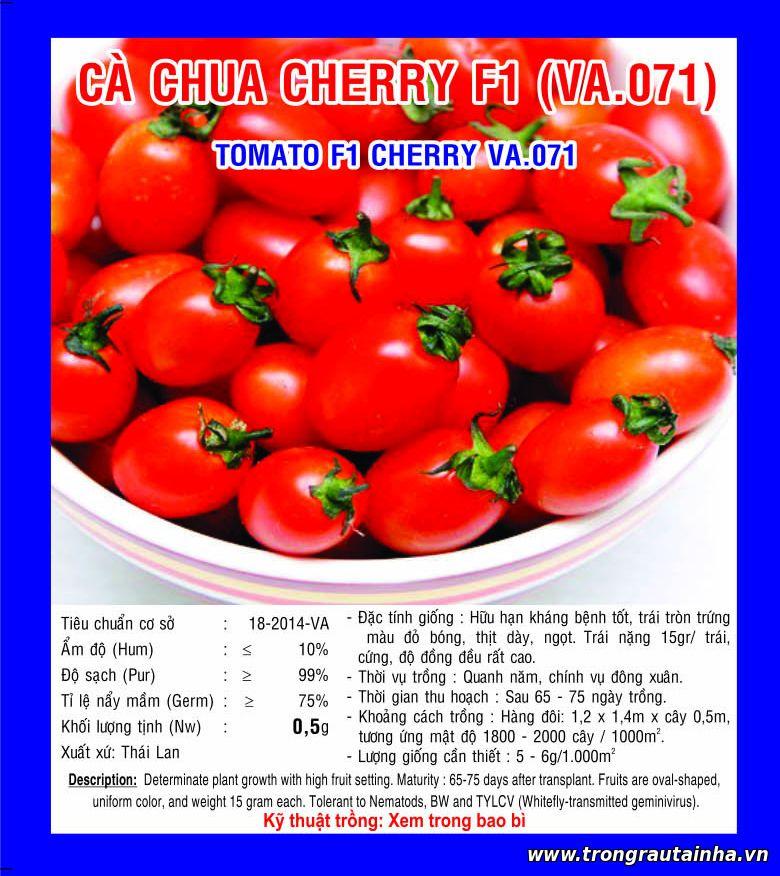 CÀ CHUA CHERRY F1 (VA.071)
TOMATO F1 CHERRY VA.071
Tiêu chuẩn cơ sở : 18-2014-VA
Ẩm độ (Hum) : ≤ 10%
Độ sạch (Pur) : ≥ 99%
Tỉ lệ nẩy mầm (Germ) : ≥ 75%
Khối lượng tịnh (Nw) : 0,5g
Xuất xứ: Thái Lan
- Đặc tính giống : Hữu hạn kháng bệnh tốt, trái tròn trứng
màu đỏ bóng, thịt dày, ngọt. Trái nặng 15gr/ trái,
cứng, độ đồng đều rất cao.
- Thời vụ trồng : Quanh năm, chính vụ đông xuân.
- Thời gian thu hoạch : Sau 65 - 75 ngày trồng.
- Khoảng cách trồng : Hàng đôi: 1,2 x 1,4m x cây 0,5m,
tương ứng mật độ 1800 - 2000 cây / 1000m².
- Lượng giống cần thiết : 5 - 6g/1.000m²
Description: Determinate plant growth with high fruit setting. Maturity : 65-75 days after transplant. Fruits are oval-shaped,
uniform color, and weight 15 gram each. Tolerant to Nematods, BW and TYLCV (Whitefly-transmitted geminivirus).
Kỹ thuật trồng: Xem trong bao bì
www.trongrautainha.vn